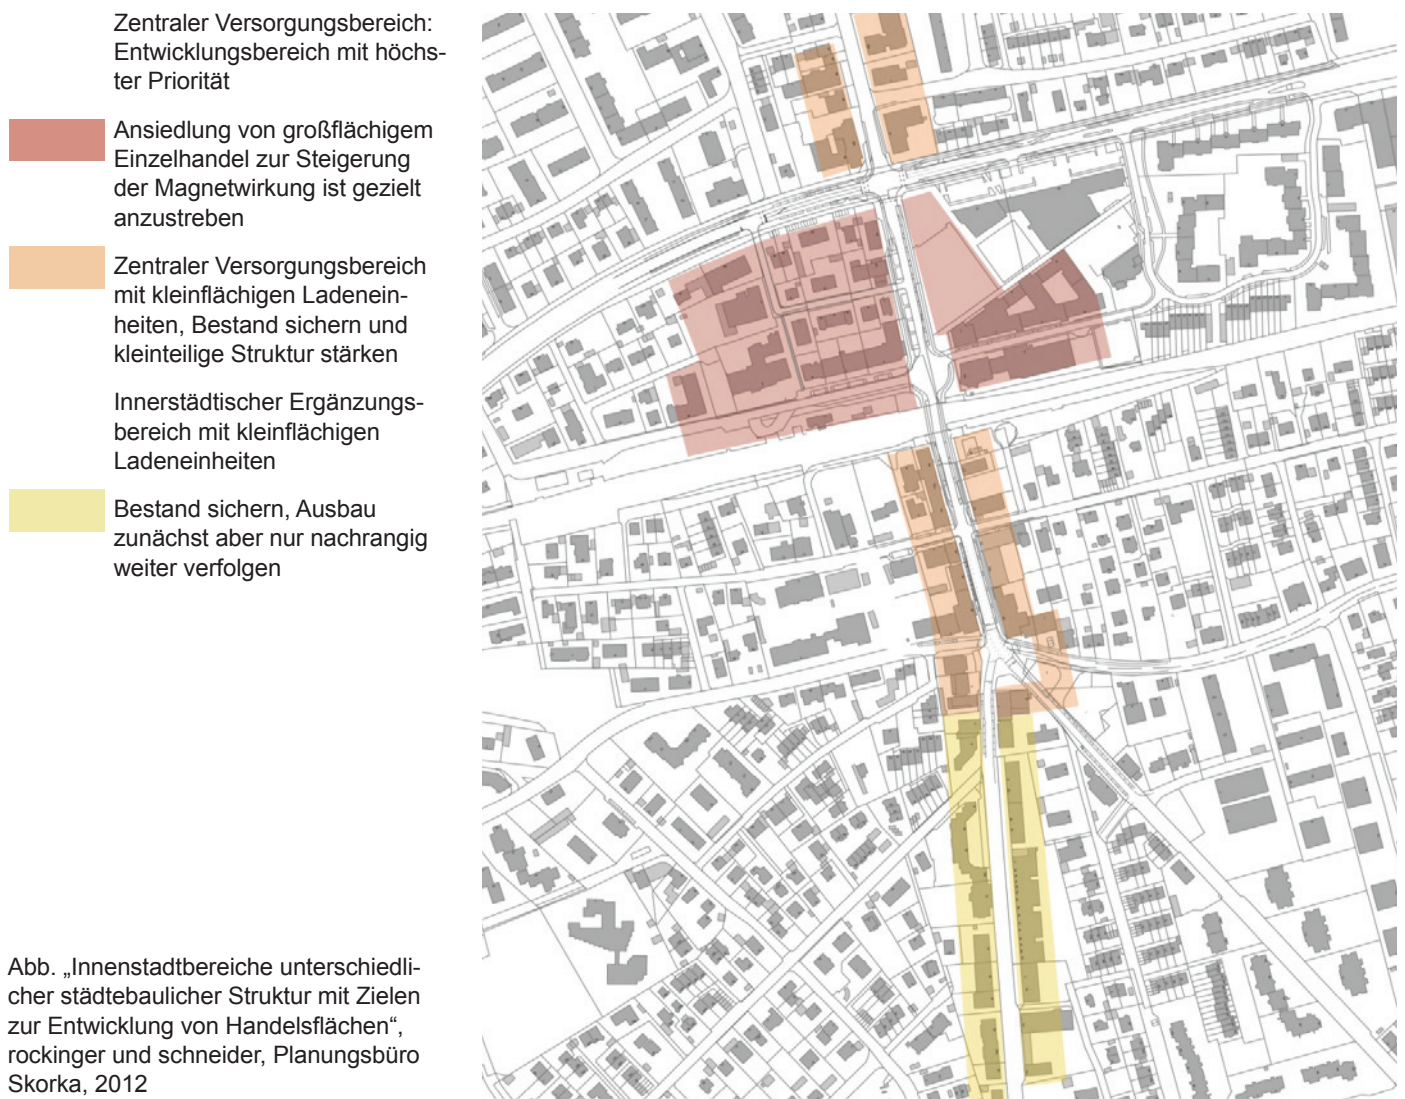 Zentraler Versorgungsbereich:
Entwicklungsbereich mit höchs-
ter Priorität
Ansiedlung von großflächigem
Einzelhandel zur Steigerung
der Magnetwirkung ist gezielt
anzustreben
Zentraler Versorgungsbereich
mit kleinflächigen Ladenein-
heiten, Bestand sichern und
kleinteilige Struktur stärken
Innerstädtischer Ergänzungs-
bereich mit kleinflächigen
Ladeneinheiten
Bestand sichern, Ausbau
zunächst aber nur nachrangig
weiter verfolgen
Abb. „Innenstadtbereiche unterschiedli-
cher städtebaulicher Struktur mit Zielen
zur Entwicklung von Handelsflächen“,
rockinger und schneider, Planungsbüro
Skorka, 2012